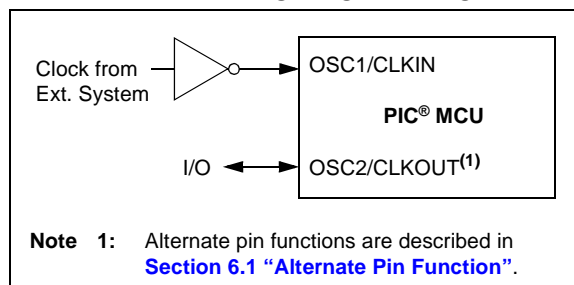 Clock from
Ext. System
OSC1/CLKIN
PIC® MCU
I/O
OSC2/CLKOUT(1)
Note 1: Alternate pin functions are described in
Section 6.1 “Alternate Pin Function”.